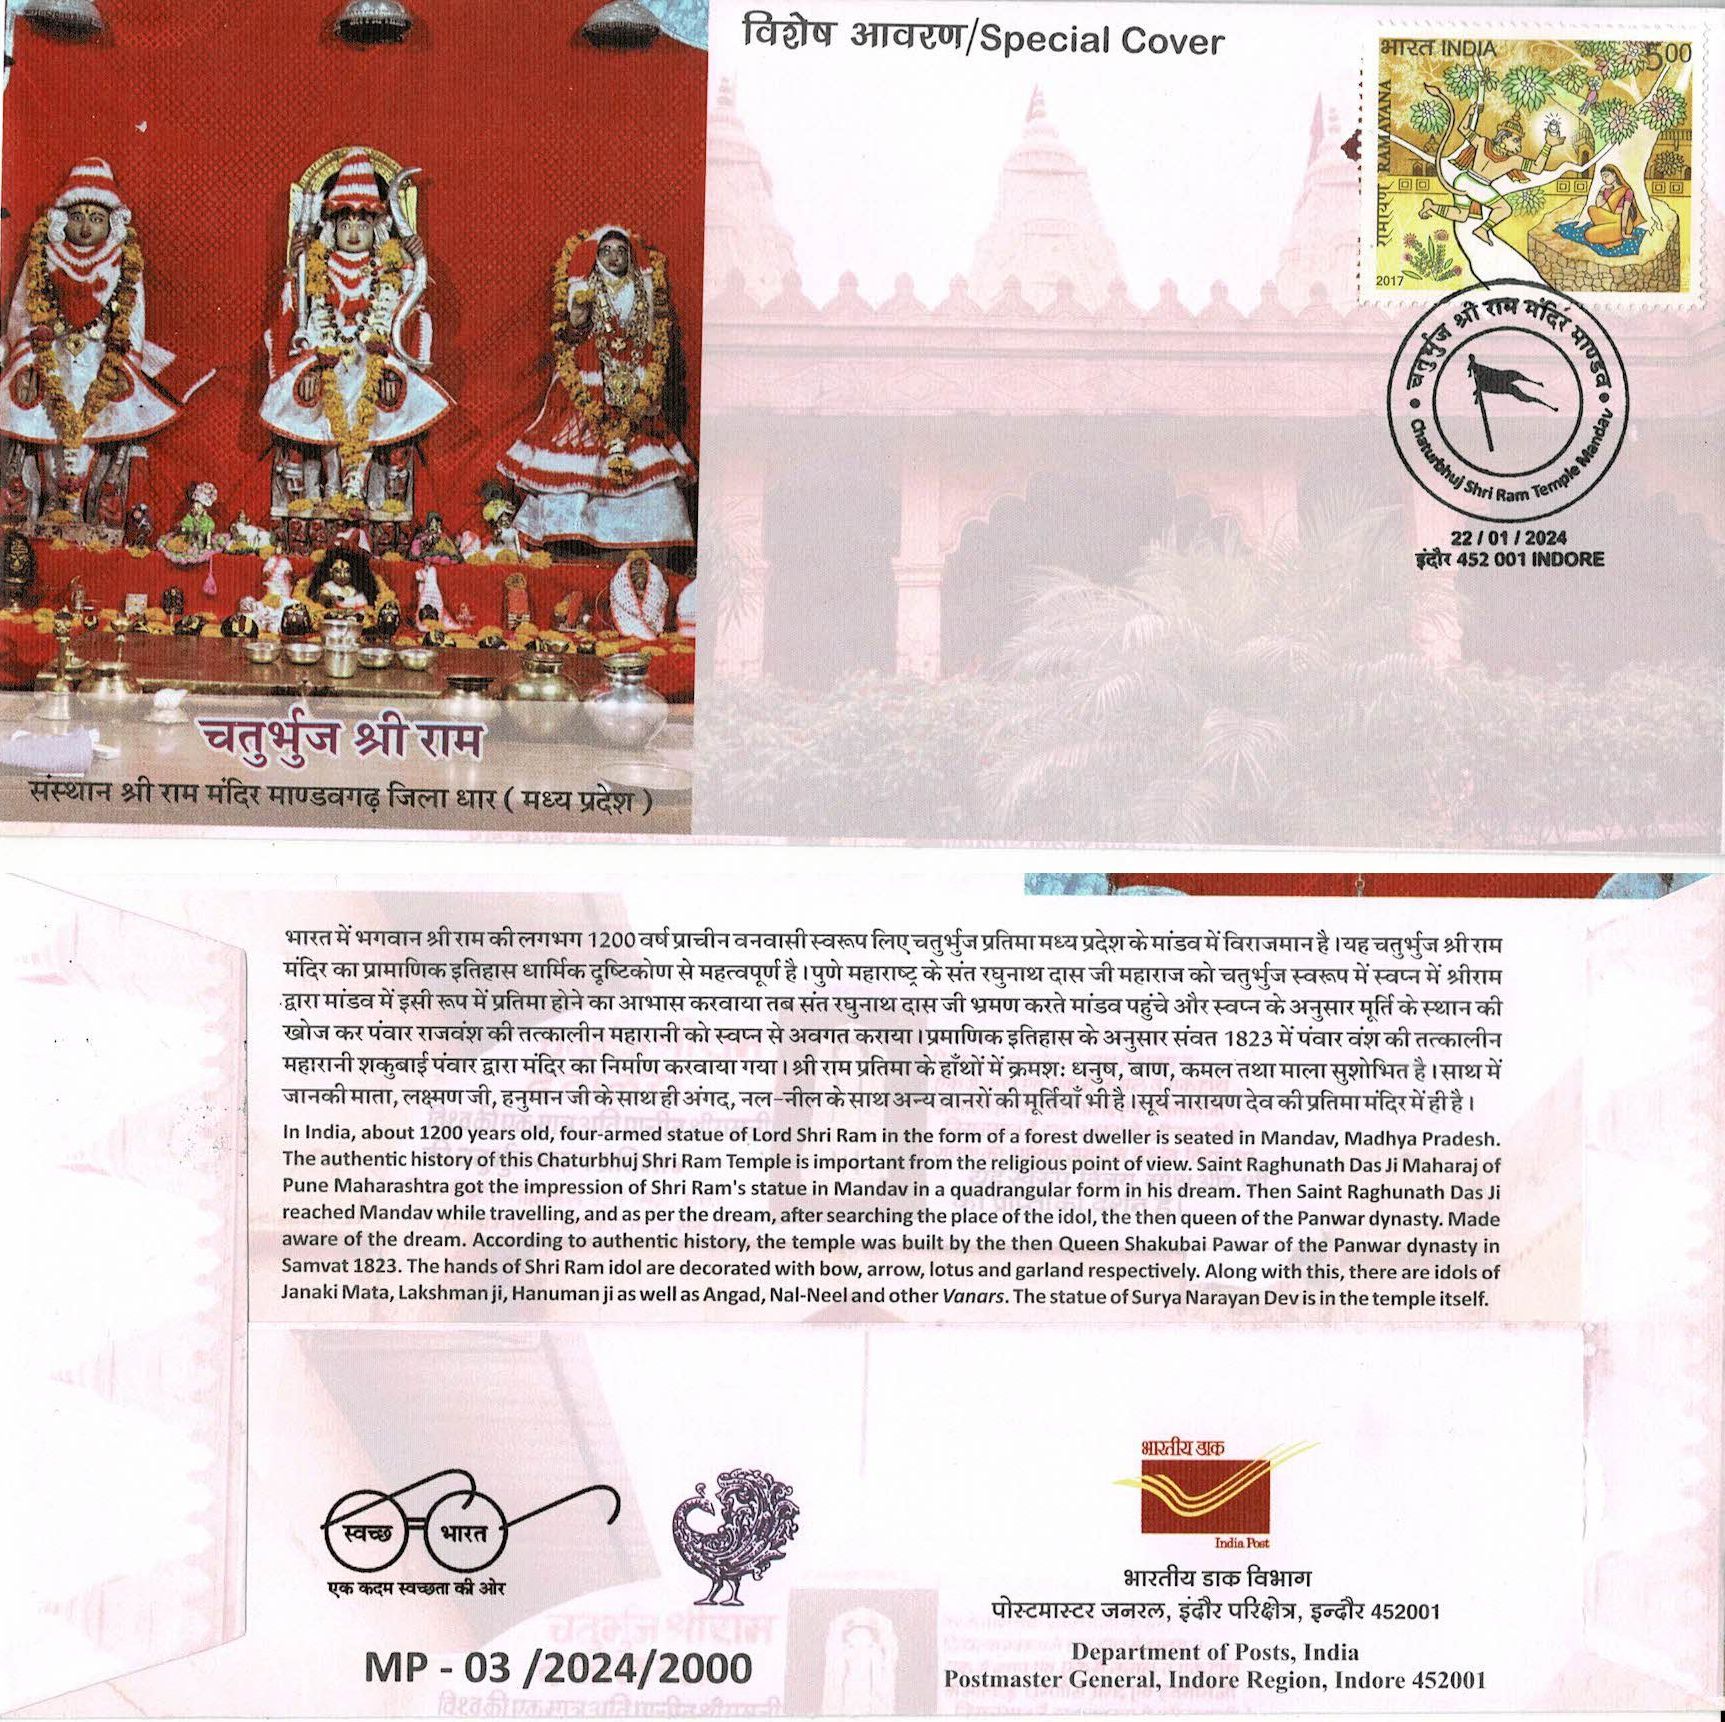 विशेष आवरण/Special Cover
भारत INDIA
5.00
रामायण RAMAYANA
2017
• चतुर्भुज श्री राम मंदिर माण्डव •
Chaturbhuj Shri Ram Temple Mandav
22 / 01 / 2024
इंदौर 452 001 INDORE
चतुर्भुज श्री राम
संस्थान श्री राम मंदिर माण्डवगढ़ जिला धार ( मध्य प्रदेश )
भारत में भगवान श्री राम की लगभग 1200 वर्ष प्राचीन वनवासी स्वरूप लिए चतुर्भुज प्रतिमा मध्य प्रदेश के मांडव में विराजमान है। यह चतुर्भुज श्री राम
मंदिर का प्रामाणिक इतिहास धार्मिक दृष्टिकोण से महत्वपूर्ण है। पुणे महाराष्ट्र के संत रघुनाथ दास जी महाराज को चतुर्भुज स्वरूप में स्वप्न में श्रीराम
द्वारा मांडव में इसी रूप में प्रतिमा होने का आभास करवाया तब संत रघुनाथ दास जी भ्रमण करते मांडव पहुंचे और स्वप्न के अनुसार मूर्ति के स्थान की
खोज कर पंवार राजवंश की तत्कालीन महारानी को स्वप्न से अवगत कराया। प्रमाणिक इतिहास के अनुसार संवत 1823 में पंवार वंश की तत्कालीन
महारानी शकुबाई पंवार द्वारा मंदिर का निर्माण करवाया गया। श्री राम प्रतिमा के हाँथों में क्रमश: धनुष, बाण, कमल तथा माला सुशोभित है। साथ में
जानकी माता, लक्ष्मण जी, हनुमान जी के साथ ही अंगद, नल-नील के साथ अन्य वानरों की मूर्तियाँ भी है। सूर्य नारायण देव की प्रतिमा मंदिर में ही है।
In India, about 1200 years old, four-armed statue of Lord Shri Ram in the form of a forest dweller is seated in Mandav, Madhya Pradesh.
The authentic history of this Chaturbhuj Shri Ram Temple is important from the religious point of view. Saint Raghunath Das Ji Maharaj of
Pune Maharashtra got the impression of Shri Ram's statue in Mandav in a quadrangular form in his dream. Then Saint Raghunath Das Ji
reached Mandav while travelling, and as per the dream, after searching the place of the idol, the then queen of the Panwar dynasty. Made
aware of the dream. According to authentic history, the temple was built by the then Queen Shakubai Pawar of the Panwar dynasty in
Samvat 1823. The hands of Shri Ram idol are decorated with bow, arrow, lotus and garland respectively. Along with this, there are idols of
Janaki Mata, Lakshman ji, Hanuman ji as well as Angad, Nal-Neel and other Vanars. The statue of Surya Narayan Dev is in the temple itself.
स्वच्छ भारत
एक कदम स्वच्छता की ओर
MP - 03 /2024/2000
भारतीय डाक
India Post
भारतीय डाक विभाग
पोस्टमास्टर जनरल, इंदौर परिक्षेत्र, इन्दौर 452001
Department of Posts, India
Postmaster General, Indore Region, Indore 452001